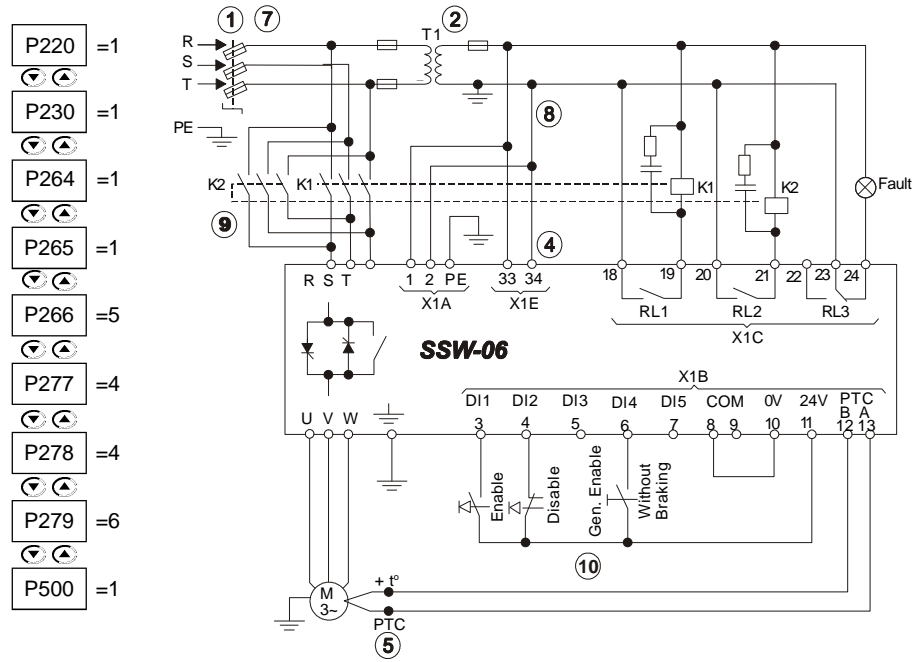 P220 =1
P230 =1
P264 =1
P265 =1
P266 =5
P277 =4
P278 =4
P279 =6
P500 =1
1 7 2
T1
R
S
T
PE
8
K2 K1 K1 K2 Fault
9 4
R S T 1 2 PE 33 34 18 19 20 21 22 23 24
X1A X1E RL1 RL2 RL3
X1C
SSW-06
X1B
DI1 DI2 DI3 DI4 DI5 COM 0V 24V PTC
B A
U V W 3 4 5 6 7 8 9 10 11 12 13
Enable
Disable
Gen. Enable
Without
Braking
10
+ tº
M
3~
PTC
5